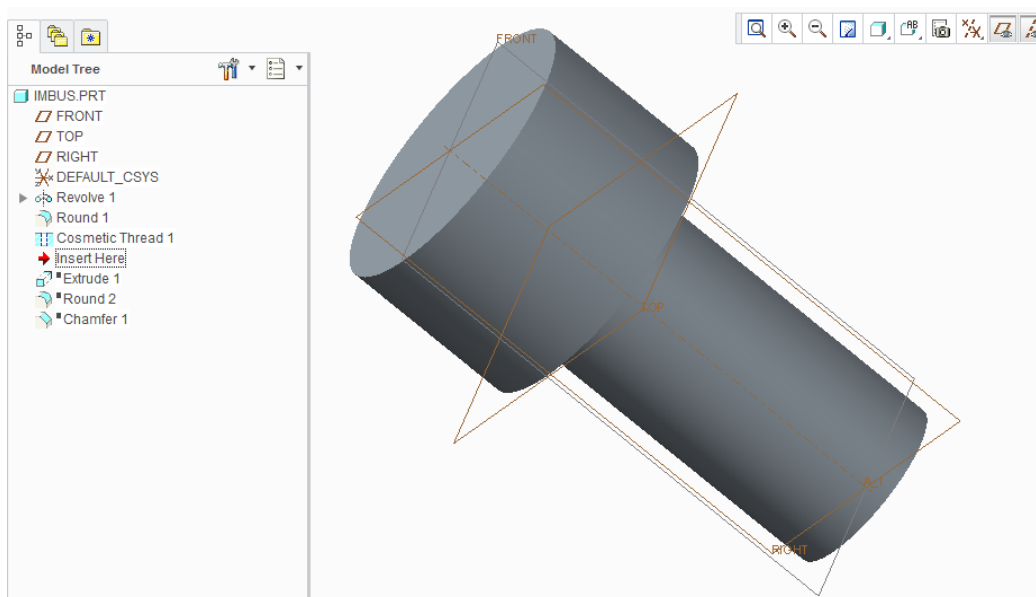 Model Tree
IMBUS.PRT
FRONT
TOP
RIGHT
DEFAULT_CSYS
Revolve 1
Round 1
Cosmetic Thread 1
Insert Here
Extrude 1
Round 2
Chamfer 1
FRONT
TOP
RIGHT
AB